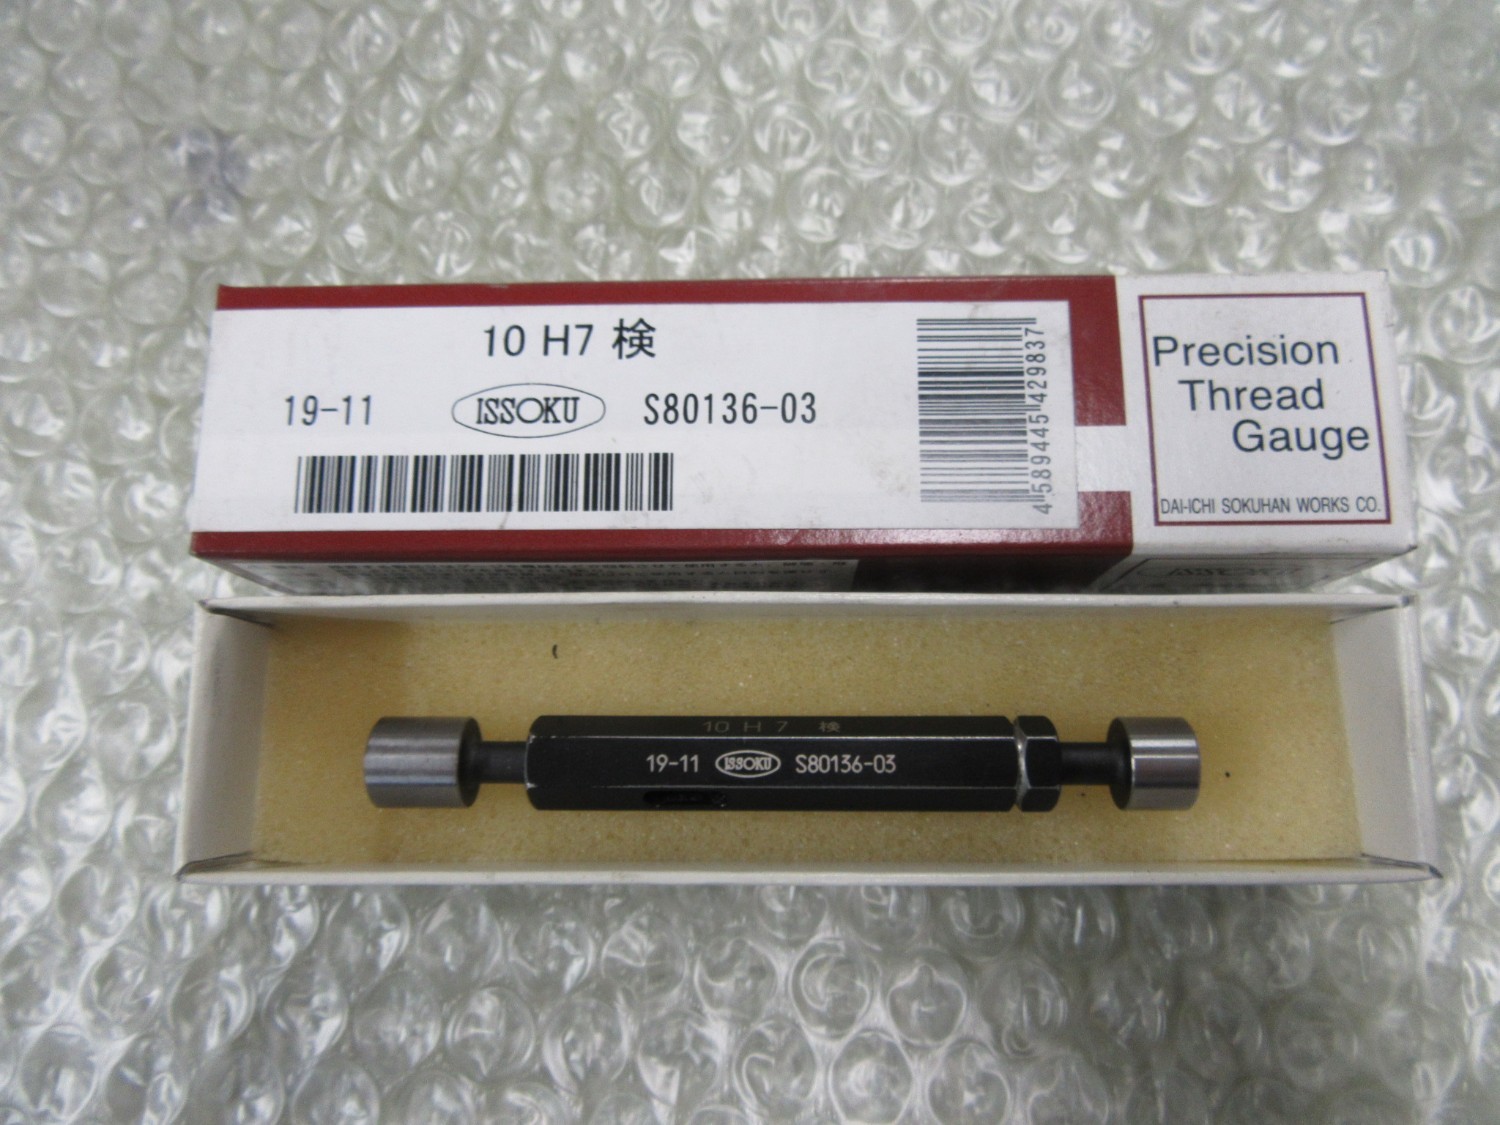 10 H7 検
19-11 ISSOKU S80136-03
4589445429837
Precision
Thread
Gauge
DAI-ICHI SOKUHAN WORKS CO.
10 H 7 検
19-11 ISSOKU S80136-03